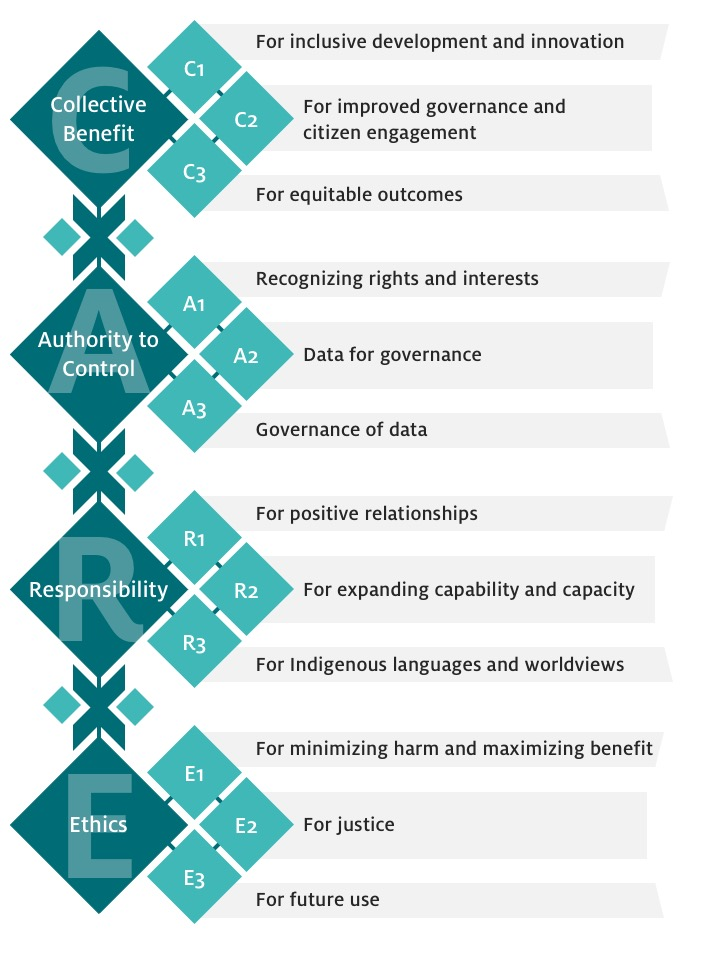 C
Collective
Benefit
C1
For inclusive development and innovation
C2
For improved governance and
citizen engagement
C3
For equitable outcomes
A
Authority to
Control
A1
Recognizing rights and interests
A2
Data for governance
A3
Governance of data
R
Responsibility
R1
For positive relationships
R2
For expanding capability and capacity
R3
For Indigenous languages and worldviews
E
Ethics
E1
For minimizing harm and maximizing benefit
E2
For justice
E3
For future use